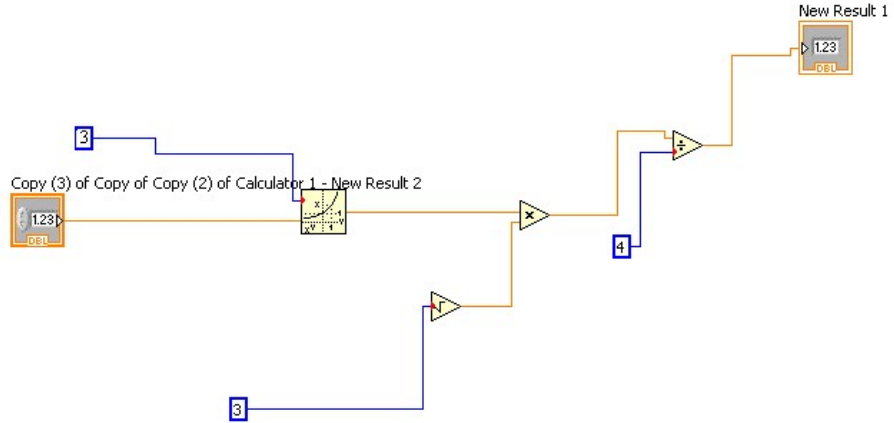 New Result 1
1.23
DBL
3
÷
Copy (3) of Copy of Copy (2) of Calculator 1 - New Result 2
1.23
DBL
x
x y
×
4
√
3